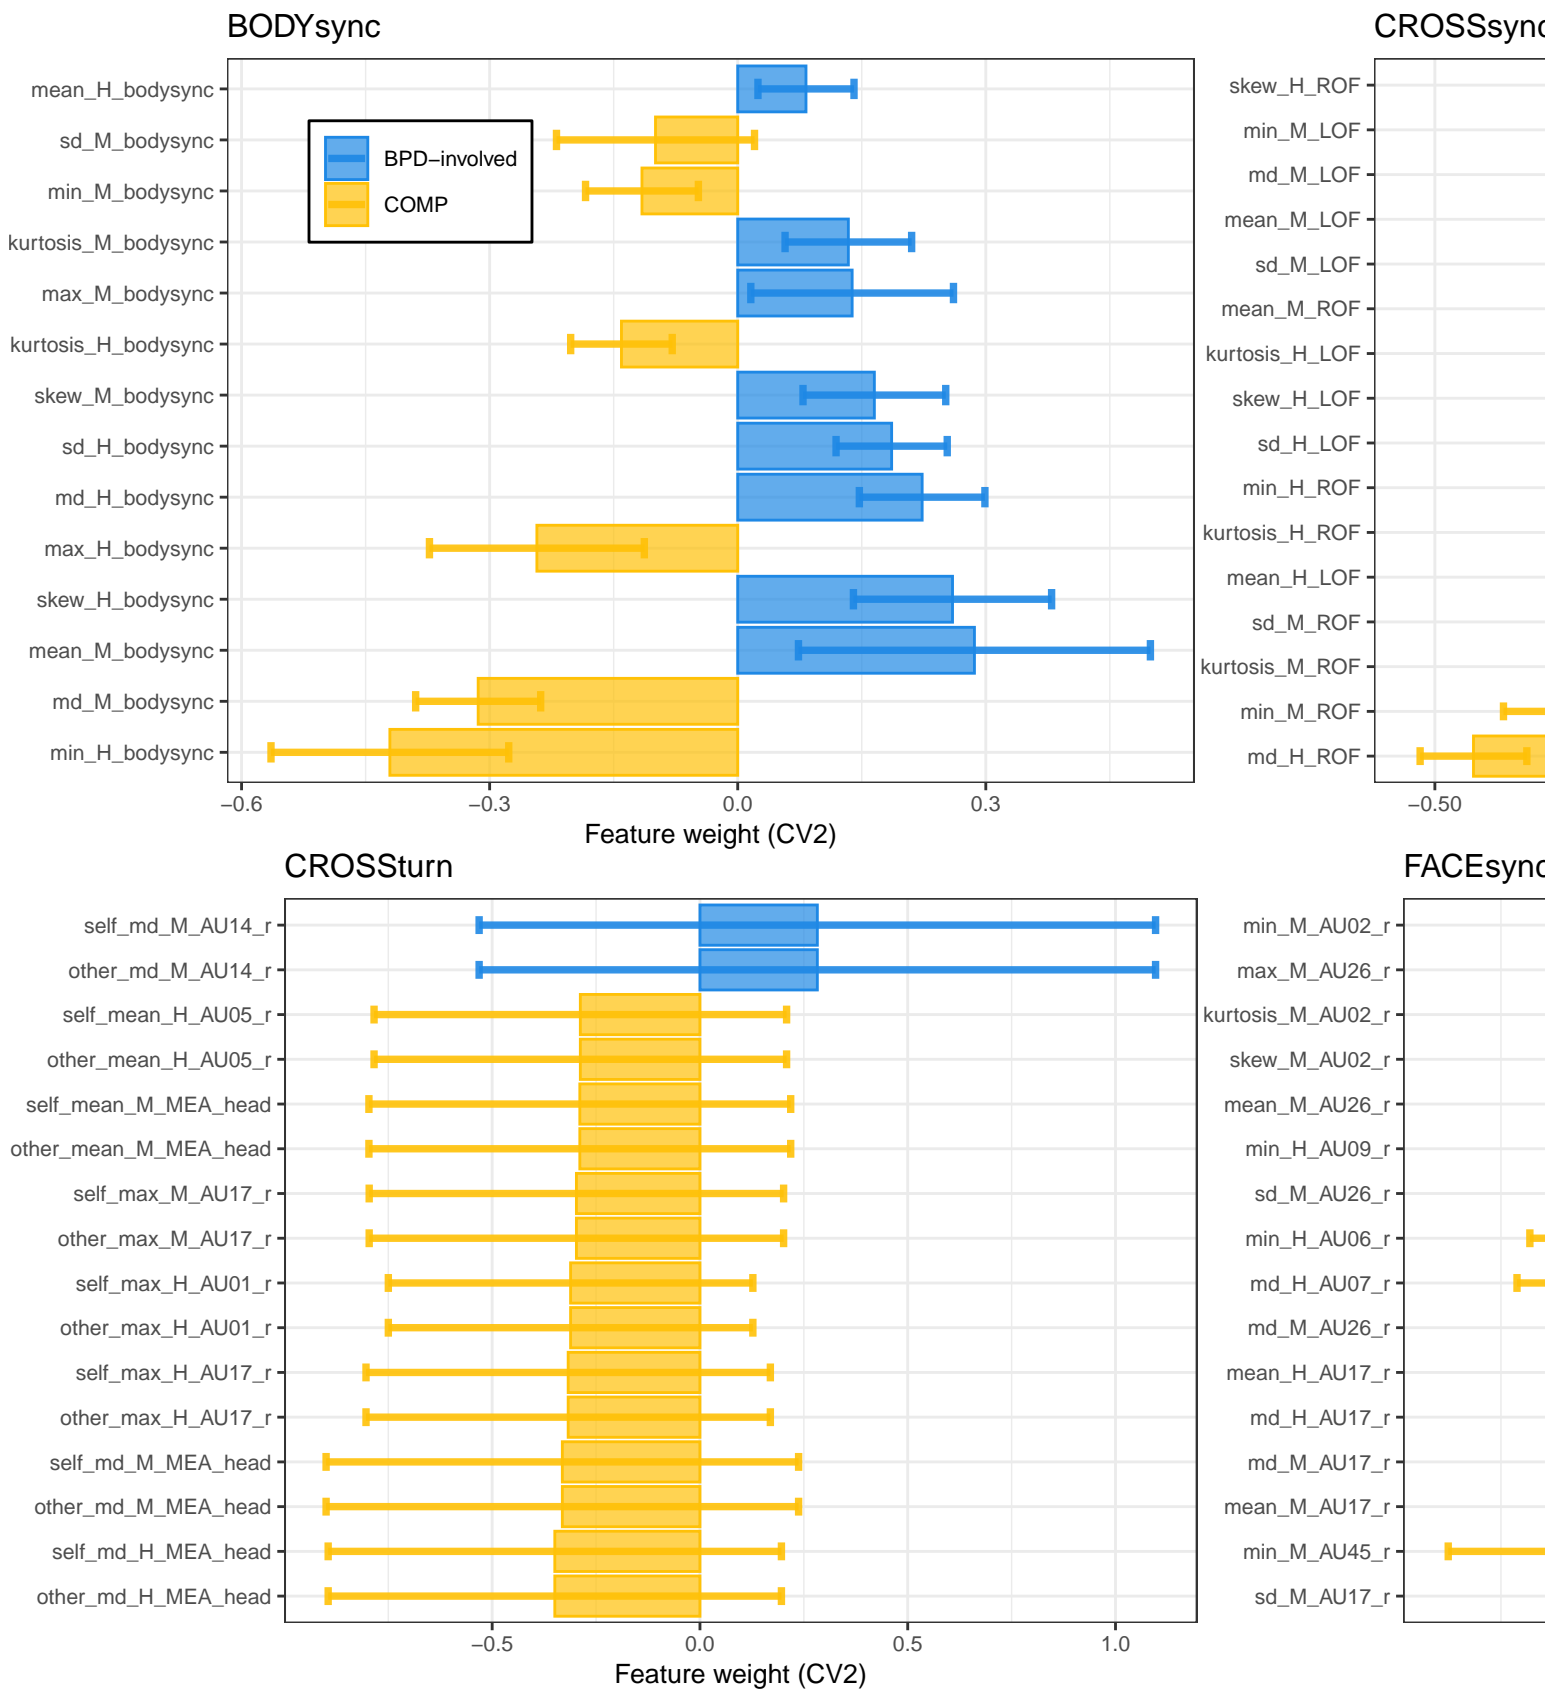 BODYsync
mean_H_bodysync
sd_M_bodysync
min_M_bodysync
kurtosis_M_bodysync
max_M_bodysync
kurtosis_H_bodysync
skew_M_bodysync
sd_H_bodysync
md_H_bodysync
max_H_bodysync
skew_H_bodysync
mean_M_bodysync
md_M_bodysync
min_H_bodysync
BPD−involved
COMP
−0.6 −0.3 0.0 0.3
Feature weight (CV2)
CROSSsync
skew_H_ROF
min_M_LOF
md_M_LOF
mean_M_LOF
sd_M_LOF
mean_M_ROF
kurtosis_H_LOF
skew_H_LOF
sd_H_LOF
min_H_ROF
kurtosis_H_ROF
mean_H_LOF
sd_M_ROF
kurtosis_M_ROF
min_M_ROF
md_H_ROF
−0.50
CROSSturn
self_md_M_AU14_r
other_md_M_AU14_r
self_mean_H_AU05_r
other_mean_H_AU05_r
self_mean_M_MEA_head
other_mean_M_MEA_head
self_max_M_AU17_r
other_max_M_AU17_r
self_max_H_AU01_r
other_max_H_AU01_r
self_max_H_AU17_r
other_max_H_AU17_r
self_md_M_MEA_head
other_md_M_MEA_head
self_md_H_MEA_head
other_md_H_MEA_head
−0.5 0.0 0.5 1.0
Feature weight (CV2)
FACEsync
min_M_AU02_r
max_M_AU26_r
kurtosis_M_AU02_r
skew_M_AU02_r
mean_M_AU26_r
min_H_AU09_r
sd_M_AU26_r
min_H_AU06_r
md_H_AU07_r
md_M_AU26_r
mean_H_AU17_r
md_H_AU17_r
md_M_AU17_r
mean_M_AU17_r
min_M_AU45_r
sd_M_AU17_r